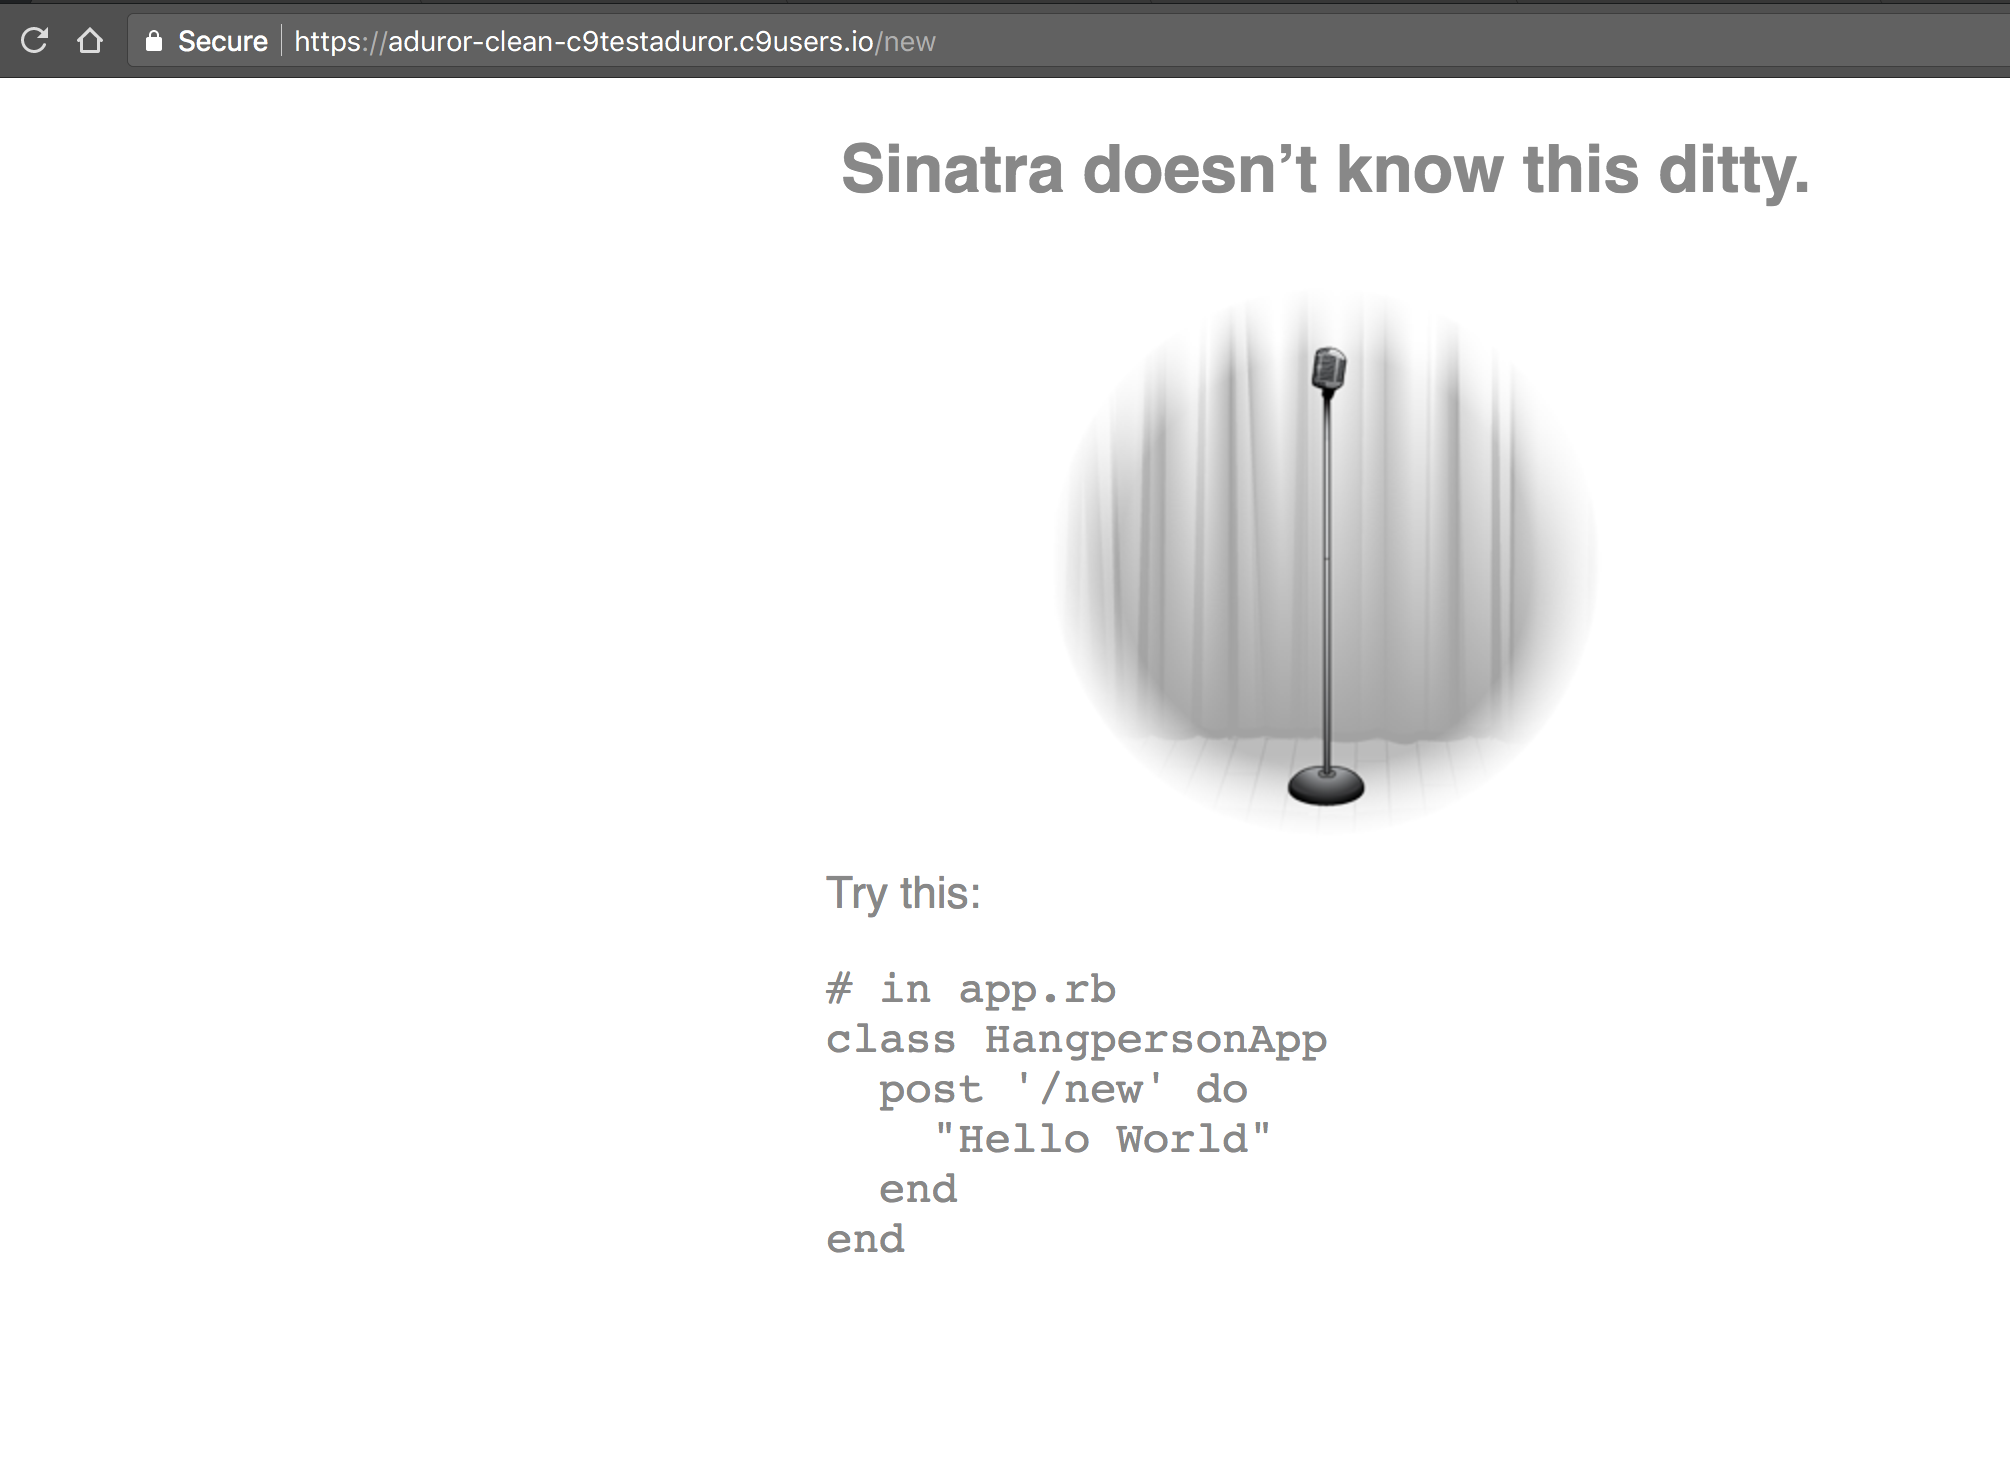 Secure https://aduror-clean-c9testaduror.c9users.io/new
Sinatra doesn’t know this ditty.
Try this:
# in app.rb
class HangpersonApp
  post '/new' do
    "Hello World"
  end
end